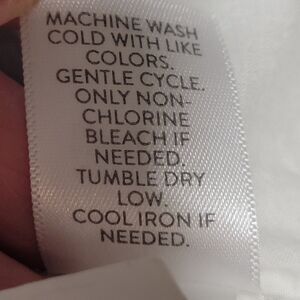 MACHINE WASH
COLD WITH LIKE
COLORS.
GENTLE CYCLE.
ONLY NON-
CHLORINE
BLEACH IF
NEEDED.
TUMBLE DRY
LOW.
COOL IRON IF
NEEDED.